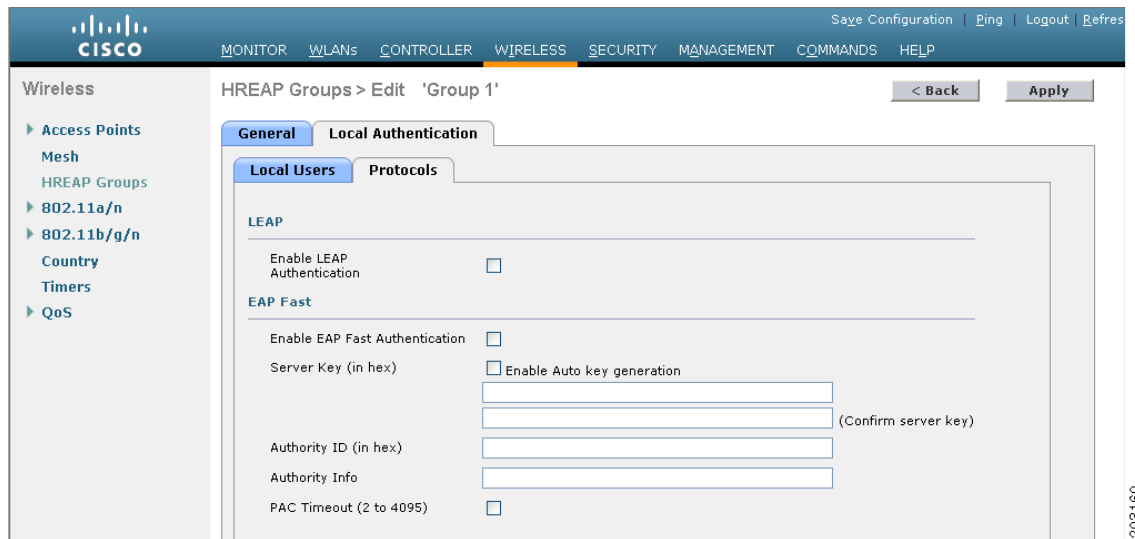 Save Configuration | Ping | Logout | Refres
CISCO
MONITOR WLANs CONTROLLER WIRELESS SECURITY MANAGEMENT COMMANDS HELP
Wireless
HREAP Groups > Edit 'Group 1'
< Back
Apply
Access Points
Mesh
HREAP Groups
802.11a/n
802.11b/g/n
Country
Timers
QoS
General
Local Authentication
Local Users
Protocols
LEAP
Enable LEAP
Authentication
EAP Fast
Enable EAP Fast Authentication
Server Key (in hex)
Enable Auto key generation
(Confirm server key)
Authority ID (in hex)
Authority Info
PAC Timeout (2 to 4095)